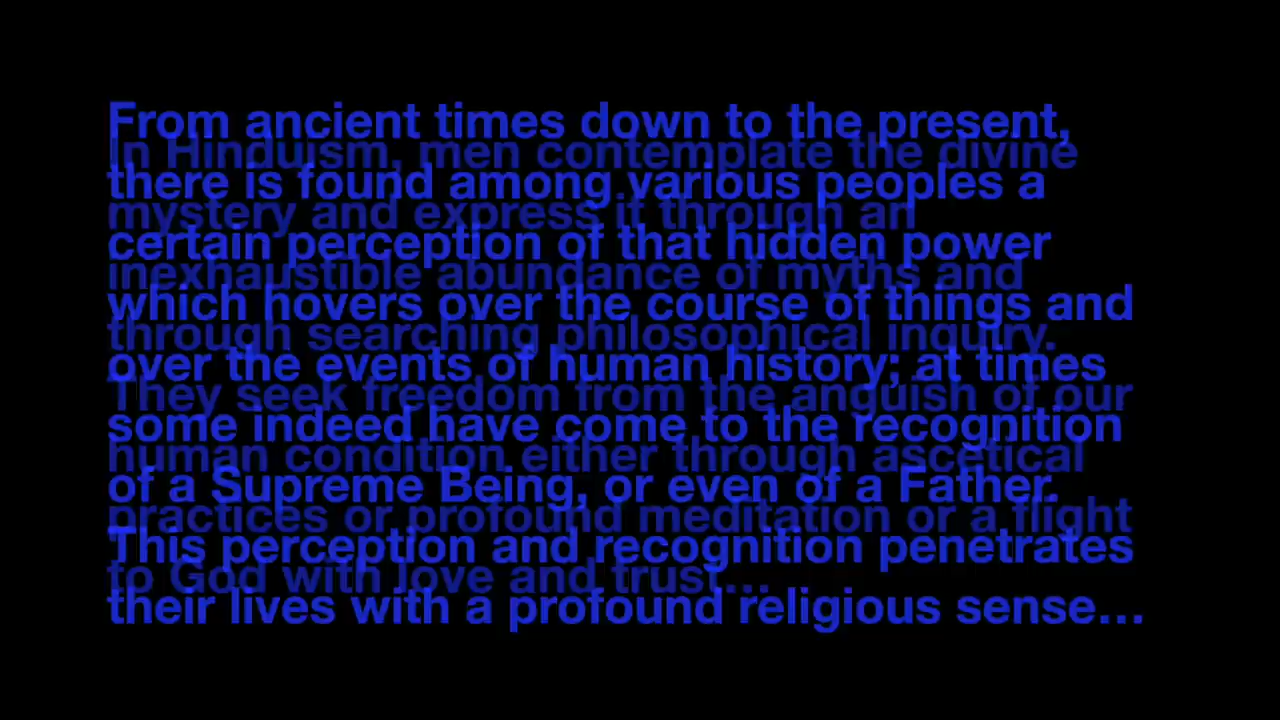 From ancient times down to the present,
there is found among various peoples a
certain perception of that hidden power
which hovers over the course of things and
over the events of human history; at times
some indeed have come to the recognition
of a Supreme Being, or even of a Father.
This perception and recognition penetrates
their lives with a profound religious sense…
In Hinduism, men contemplate the divine
mystery and express it through an
inexhaustible abundance of myths and
through searching philosophical inquiry.
They seek freedom from the anguish of our
human condition either through ascetical
practices or profound meditation or a flight
to God with love and trust…